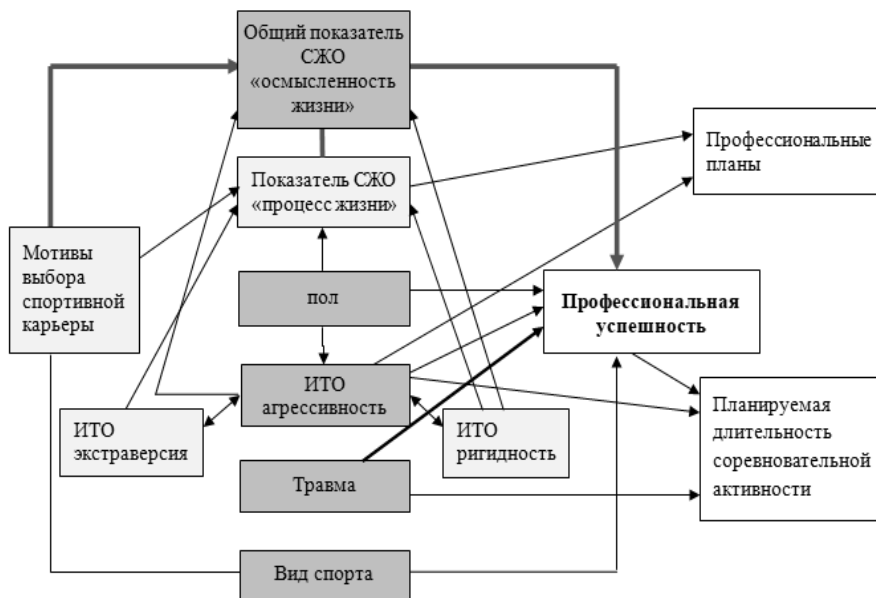 Общий показатель
СЖО
«осмысленность
жизни»
Профессиональные
планы
Показатель СЖО
«процесс жизни»
Мотивы
выбора
спортивной
карьеры
пол
Профессиональная
успешность
ИТО
агрессивность
ИТО
экстраверсия
ИТО
ригидность
Планируемая
длительность
соревновательной
активности
Травма
Вид спорта